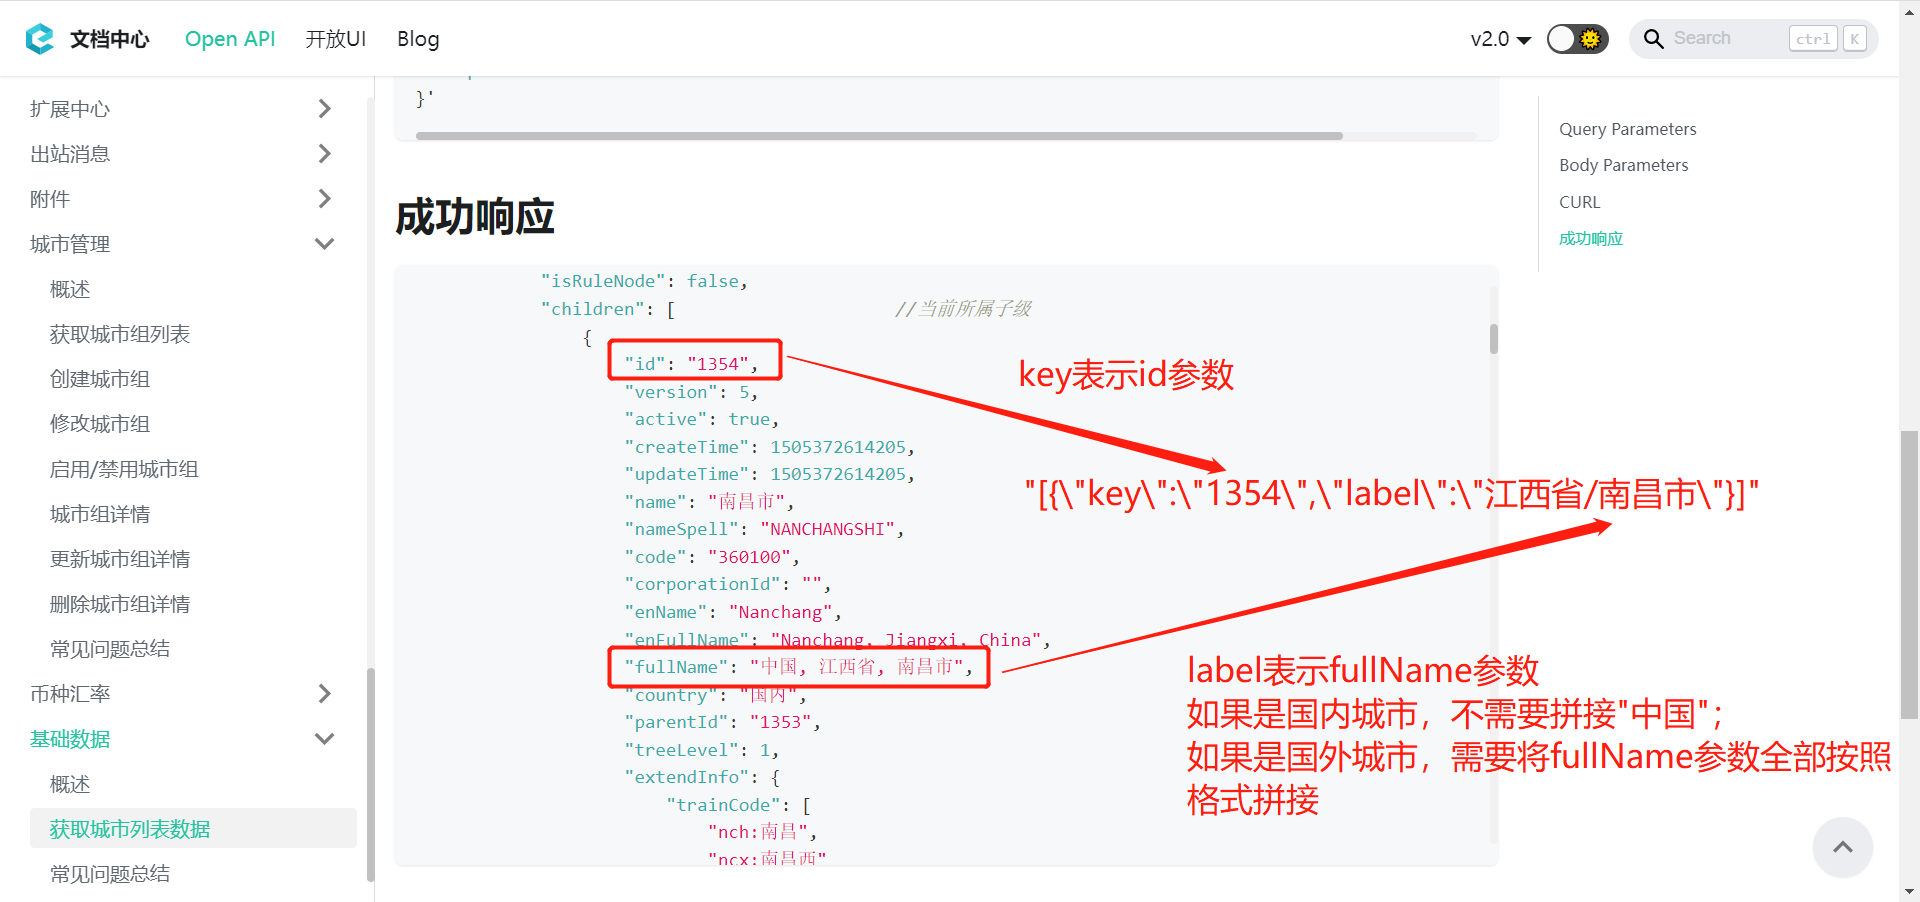 文档中心
Open API
开放UI
Blog
v2.0
Search
ctrl
K
扩展中心
出站消息
附件
城市管理
概述
获取城市组列表
创建城市组
修改城市组
启用/禁用城市组
城市组详情
更新城市组详情
删除城市组详情
常见问题总结
币种汇率
基础数据
概述
获取城市列表数据
常见问题总结
}'
成功响应
"isRuleNode": false,
"children": [ //当前所属子级
{
"id": "1354",
"version": 5,
"active": true,
"createTime": 1505372614205,
"updateTime": 1505372614205,
"name": "南昌市",
"nameSpell": "NANCHANGSHI",
"code": "360100",
"corporationId": "",
"enName": "Nanchang",
"enFullName": "Nanchang, Jiangxi, China",
"fullName": "中国, 江西省, 南昌市",
"country": "国内",
"parentId": "1353",
"treeLevel": 1,
"extendInfo": {
"trainCode": [
"nch:南昌",
"ncx:南昌西"
key表示id参数
"[{\"key\":\"1354\",\"label\":\"江西省/南昌市\"}]"
label表示fullName参数
如果是国内城市，不需要拼接"中国"；
如果是国外城市，需要将fullName参数全部按照
格式拼接
Query Parameters
Body Parameters
CURL
成功响应